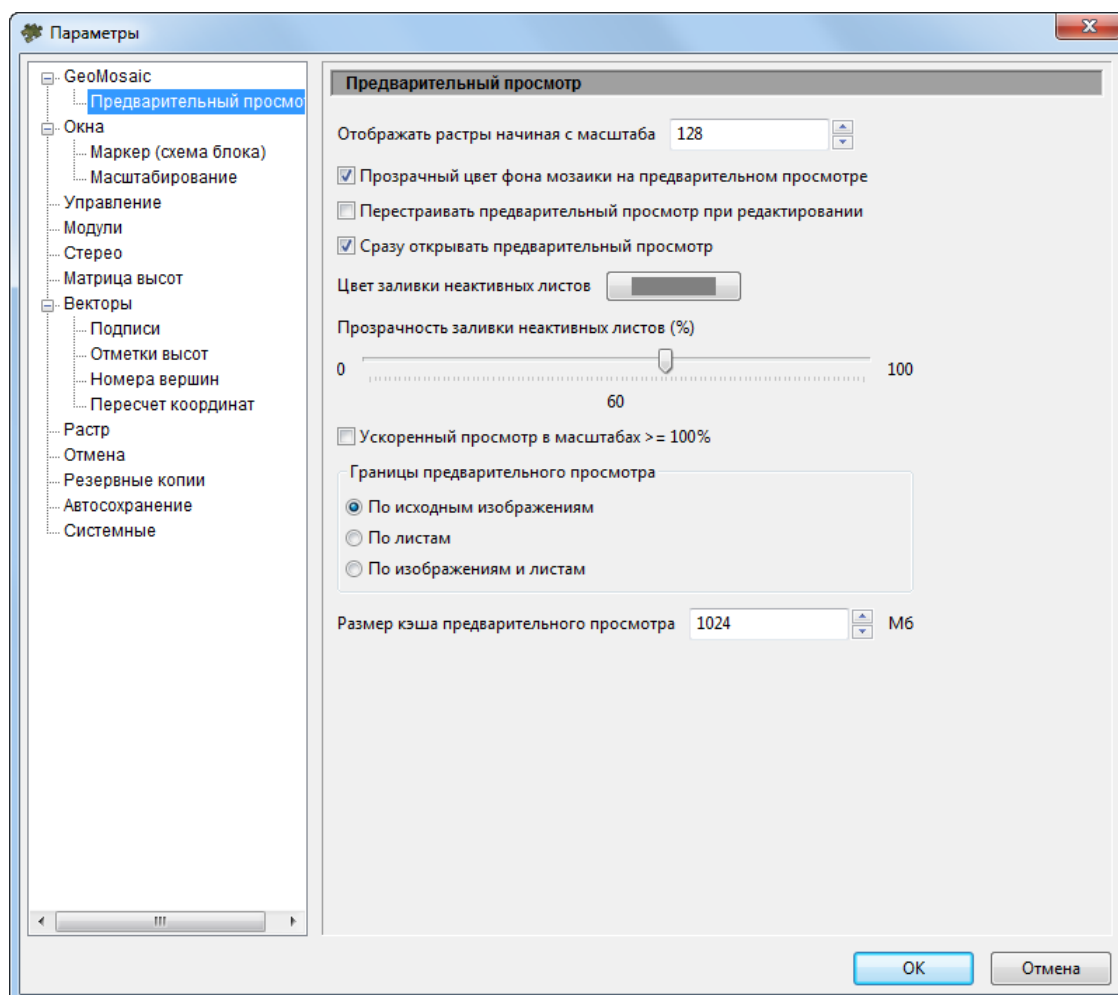 Параметры
GeoMosaic
Предварительный просмот
Окна
Маркер (схема блока)
Масштабирование
Управление
Модули
Стерео
Матрица высот
Векторы
Подписи
Отметки высот
Номера вершин
Пересчет координат
Растр
Отмена
Резервные копии
Автосохранение
Системные
Предварительный просмотр
Отображать растры начиная с масштаба 128
Прозрачный цвет фона мозаики на предварительном просмотре
Перестраивать предварительный просмотр при редактировании
Сразу открывать предварительный просмотр
Цвет заливки неактивных листов
Прозрачность заливки неактивных листов (%)
0 100
60
Ускоренный просмотр в масштабах >= 100%
Границы предварительного просмотра
По исходным изображениям
По листам
По изображениям и листам
Размер кэша предварительного просмотра 1024 Мб
ОК Отмена